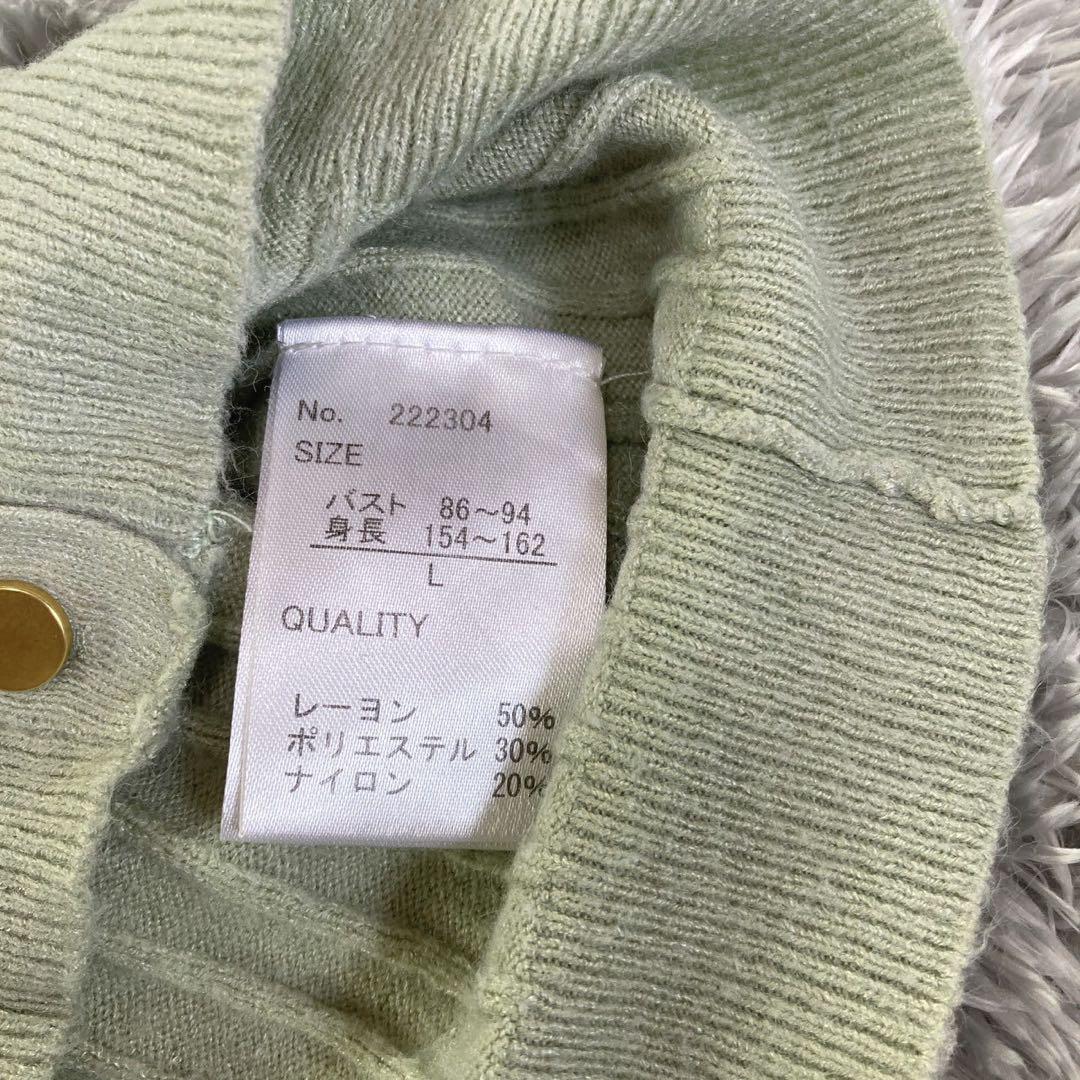 No. 222304
SIZE
バスト 86～94
身長 154～162
L
QUALITY
レーヨン 50%
ポリエステル 30%
ナイロン 20%